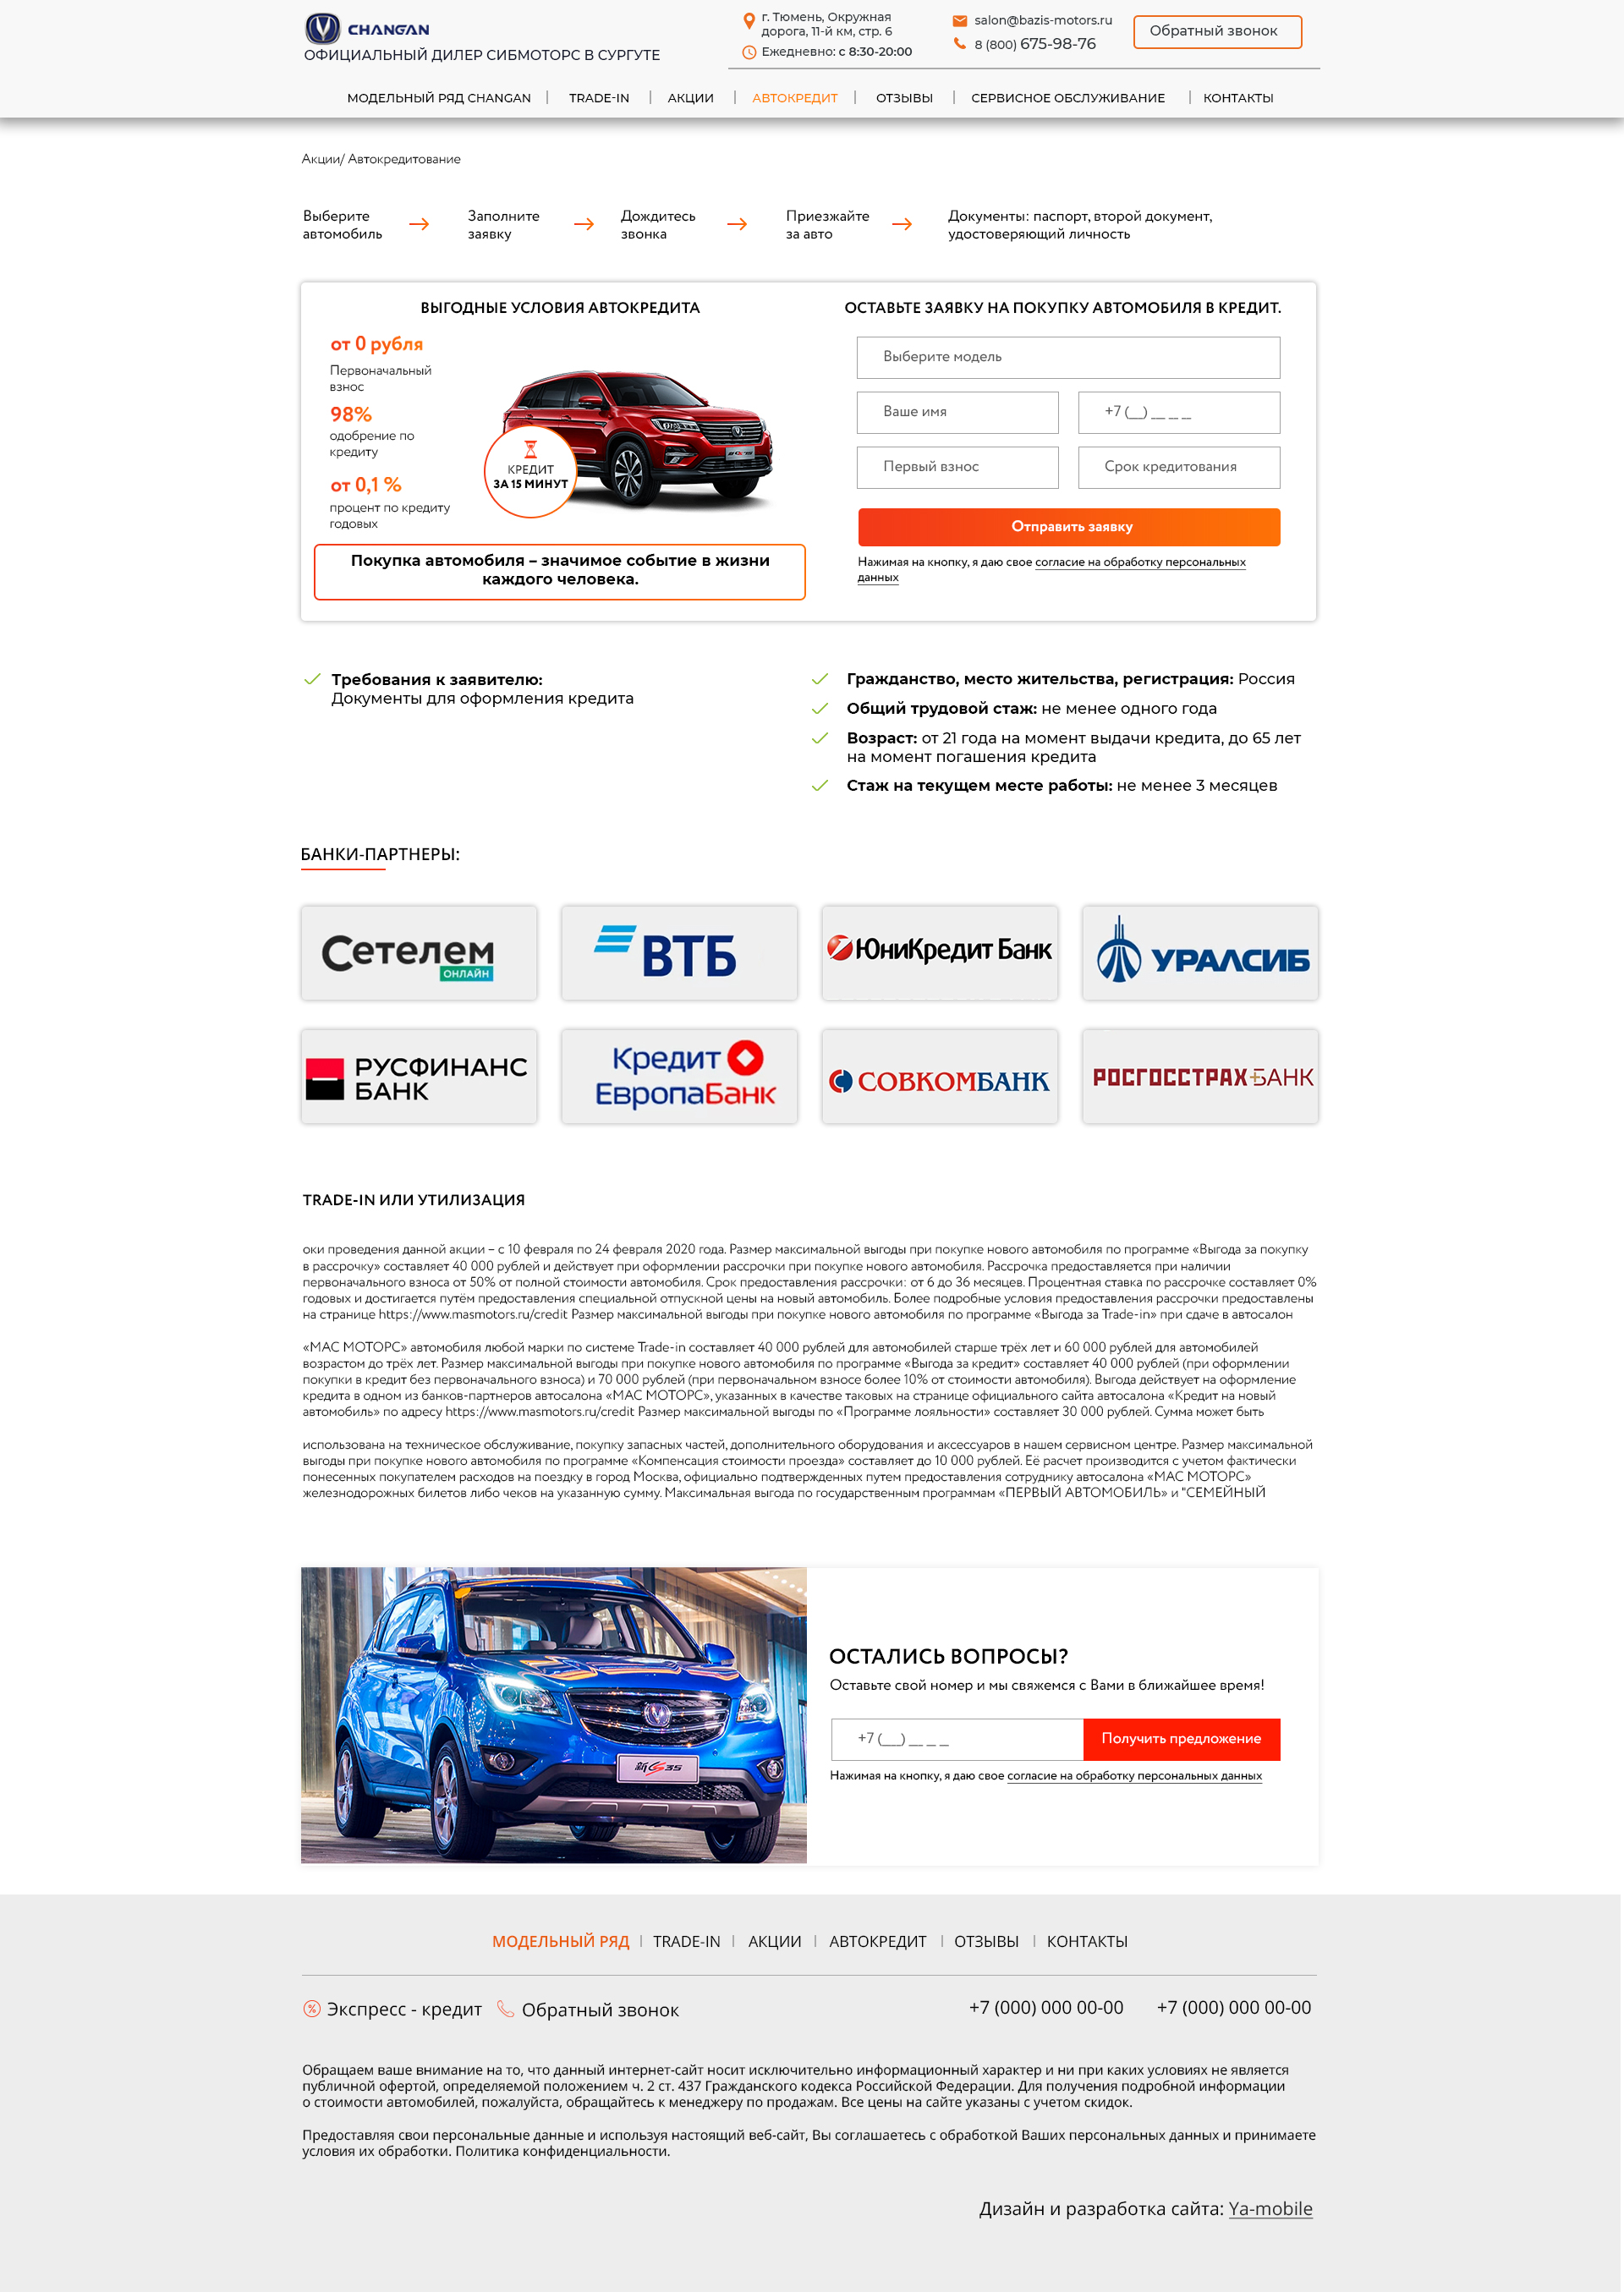 CHANGAN
ОФИЦИАЛЬНЫЙ ДИЛЕР СИБМОТОРС В СУРГУТЕ
г. Тюмень, Окружная
дорога, 11-й км, стр. 6
Ежедневно: с 8:30-20:00
salon@bazis-motors.ru
8 (800) 675-98-76
Обратный звонок
МОДЕЛЬНЫЙ РЯД CHANGAN | TRADE-IN | АКЦИИ | АВТОКРЕДИТ | ОТЗЫВЫ | СЕРВИСНОЕ ОБСЛУЖИВАНИЕ | КОНТАКТЫ
Акции/ Автокредитование
Выберите
автомобиль
Заполните
заявку
Дождитесь
звонка
Приезжайте
за авто
Документы: паспорт, второй документ,
удостоверяющий личность
ВЫГОДНЫЕ УСЛОВИЯ АВТОКРЕДИТА
от 0 рубля
Первоначальный
взнос
98%
одобрение по
кредиту
от 0,1 %
процент по кредиту
годовых
КРЕДИТ
ЗА 15 МИНУТ
Покупка автомобиля – значимое событие в жизни
каждого человека.
ОСТАВЬТЕ ЗАЯВКУ НА ПОКУПКУ АВТОМОБИЛЯ В КРЕДИТ.
Выберите модель
Ваше имя
+7 (__) __ __ __
Первый взнос
Срок кредитования
Отправить заявку
Нажимая на кнопку, я даю свое согласие на обработку персональных
данных
Требования к заявителю:
Документы для оформления кредита
Гражданство, место жительства, регистрация: Россия
Общий трудовой стаж: не менее одного года
Возраст: от 21 года на момент выдачи кредита, до 65 лет
на момент погашения кредита
Стаж на текущем месте работы: не менее 3 месяцев
БАНКИ-ПАРТНЕРЫ:
Сетелем
ОНЛАЙН
ВТБ
ЮниКредит Банк
УРАЛСИБ
РУСФИНАНС
БАНК
Кредит
ЕвропаБанк
СОВКОМБАНК
РОСГОССТРАХ БАНК
TRADE-IN ИЛИ УТИЛИЗАЦИЯ
оки проведения данной акции – с 10 февраля по 24 февраля 2020 года. Размер максимальной выгоды при покупке нового автомобиля по программе «Выгода за покупку
в рассрочку» составляет 40 000 рублей и действует при оформлении рассрочки при покупке нового автомобиля. Рассрочка предоставляется при наличии
первоначального взноса от 50% от полной стоимости автомобиля. Срок предоставления рассрочки: от 6 до 36 месяцев. Процентная ставка по рассрочке составляет 0%
годовых и достигается путём предоставления специальной отпускной цены на новый автомобиль. Более подробные условия предоставления рассрочки предоставлены
на странице https://www.masmotors.ru/credit Размер максимальной выгоды при покупке нового автомобиля по программе «Выгода за Trade-in» при сдаче в автосалон
«МАС МОТОРС» автомобиля любой марки по системе Trade-in составляет 40 000 рублей для автомобилей старше трёх лет и 60 000 рублей для автомобилей
возрастом до трёх лет. Размер максимальной выгоды при покупке нового автомобиля по программе «Выгода за кредит» составляет 40 000 рублей (при оформлении
покупки в кредит без первоначального взноса) и 70 000 рублей (при первоначальном взносе более 10% от стоимости автомобиля). Выгода действует на оформление
кредита в одном из банков-партнеров автосалона «МАС МОТОРС», указанных в качестве таковых на странице официального сайта автосалона «Кредит на новый
автомобиль» по адресу https://www.masmotors.ru/credit Размер максимальной выгоды по «Программе лояльности» составляет 30 000 рублей. Сумма может быть
использована на техническое обслуживание, покупку запасных частей, дополнительного оборудования и аксессуаров в нашем сервисном центре. Размер максимальной
выгоды при покупке нового автомобиля по программе «Компенсация стоимости проезда» составляет до 10 000 рублей. Её расчет производится с учетом фактически
понесенных покупателем расходов на поездку в город Москва, официально подтвержденных путем предоставления сотруднику автосалона «МАС МОТОРС»
железнодорожных билетов либо чеков на указанную сумму. Максимальная выгода по государственным программам «ПЕРВЫЙ АВТОМОБИЛЬ» и "СЕМЕЙНЫЙ
新CS35
ОСТАЛИСЬ ВОПРОСЫ?
Оставьте свой номер и мы свяжемся с Вами в ближайшее время!
+7 (___) __ __ __
Получить предложение
Нажимая на кнопку, я даю свое согласие на обработку персональных данных
МОДЕЛЬНЫЙ РЯД | TRADE-IN | АКЦИИ | АВТОКРЕДИТ | ОТЗЫВЫ | КОНТАКТЫ
Экспресс - кредит
Обратный звонок
+7 (000) 000 00-00
+7 (000) 000 00-00
Обращаем ваше внимание на то, что данный интернет-сайт носит исключительно информационный характер и ни при каких условиях не является
публичной офертой, определяемой положением ч. 2 ст. 437 Гражданского кодекса Российской Федерации. Для получения подробной информации
о стоимости автомобилей, пожалуйста, обращайтесь к менеджеру по продажам. Все цены на сайте указаны с учетом скидок.
Предоставляя свои персональные данные и используя настоящий веб-сайт, Вы соглашаетесь с обработкой Ваших персональных данных и принимаете
условия их обработки. Политика конфиденциальности.
Дизайн и разработка сайта: Ya-mobile